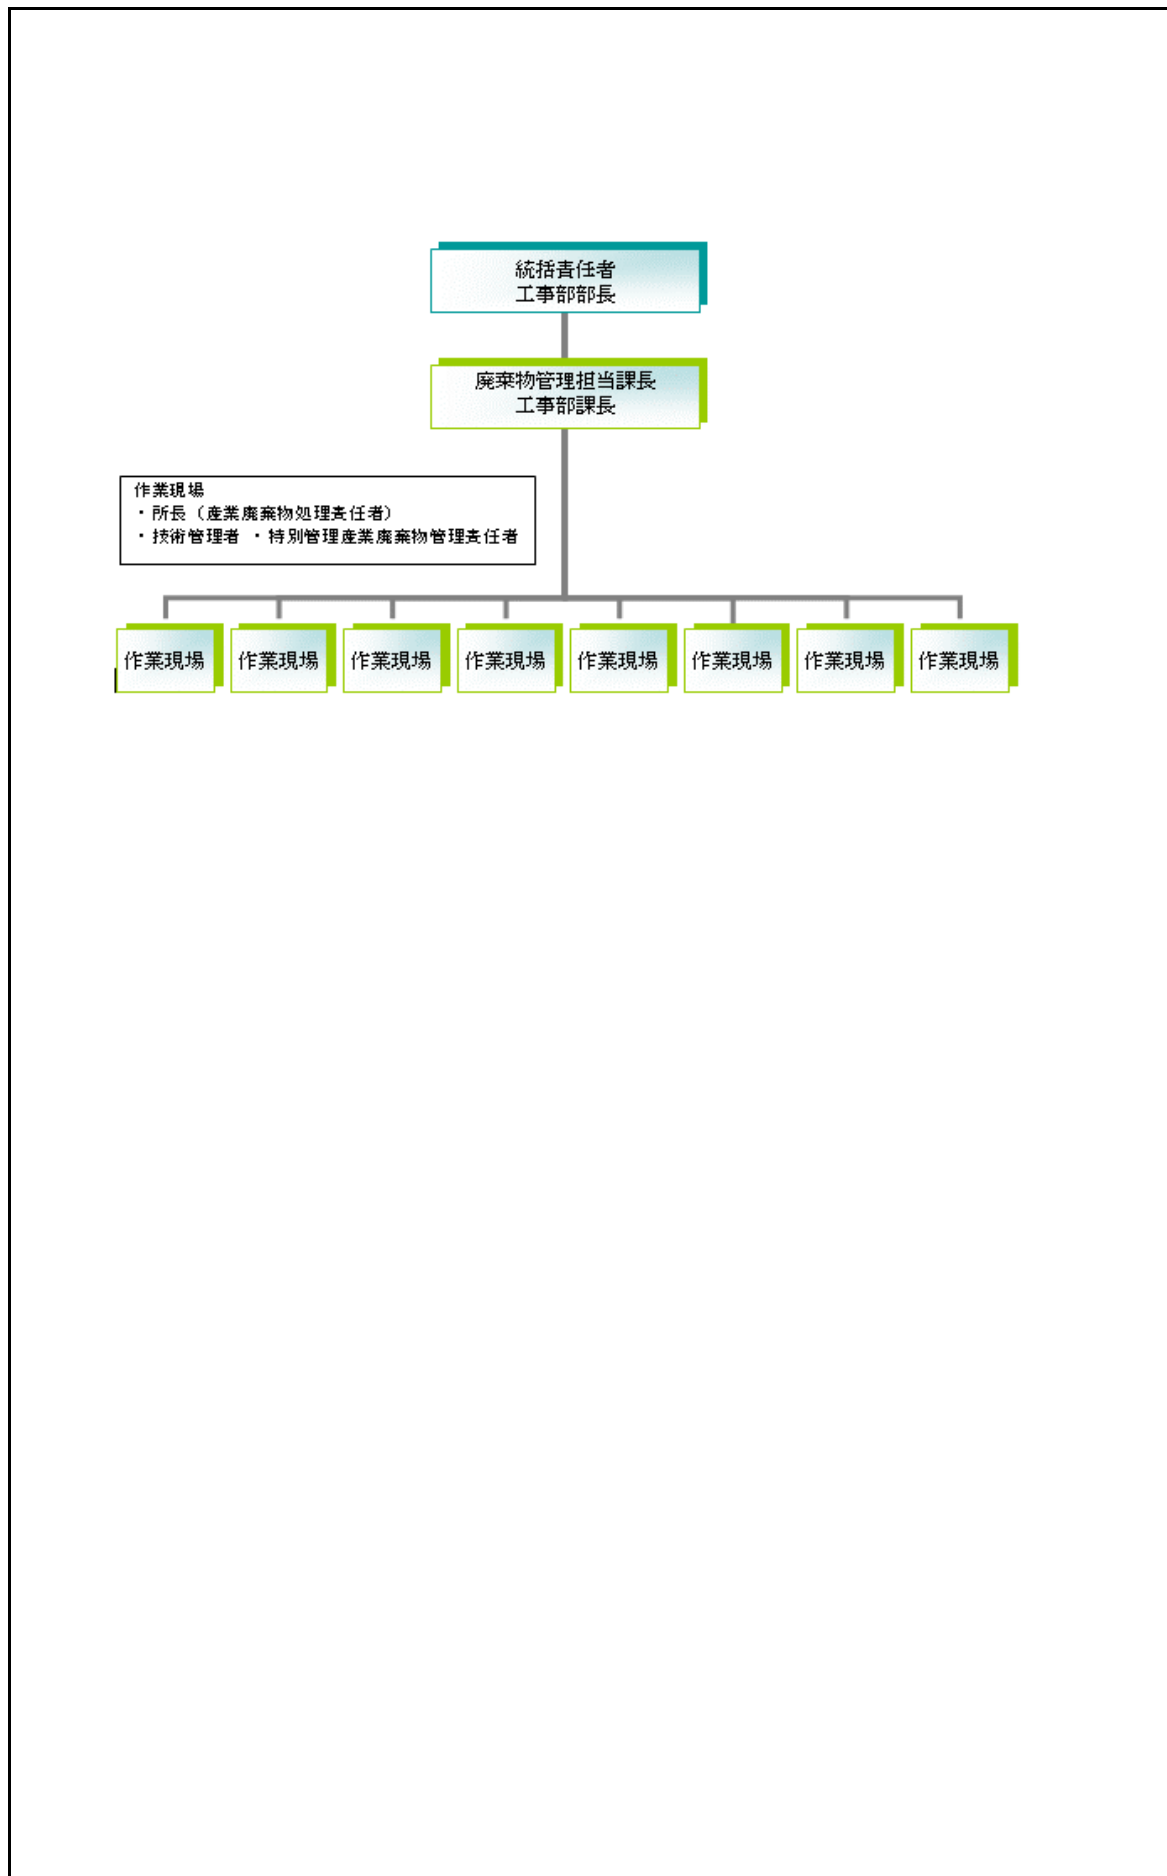 統括責任者
工事部部長
廃棄物管理担当課長
工事部課長
作業現場
・所長（産業廃棄物処理責任者）
・技術管理者 ・特別管理産業廃棄物管理責任者
作業現場 作業現場 作業現場 作業現場 作業現場 作業現場 作業現場 作業現場